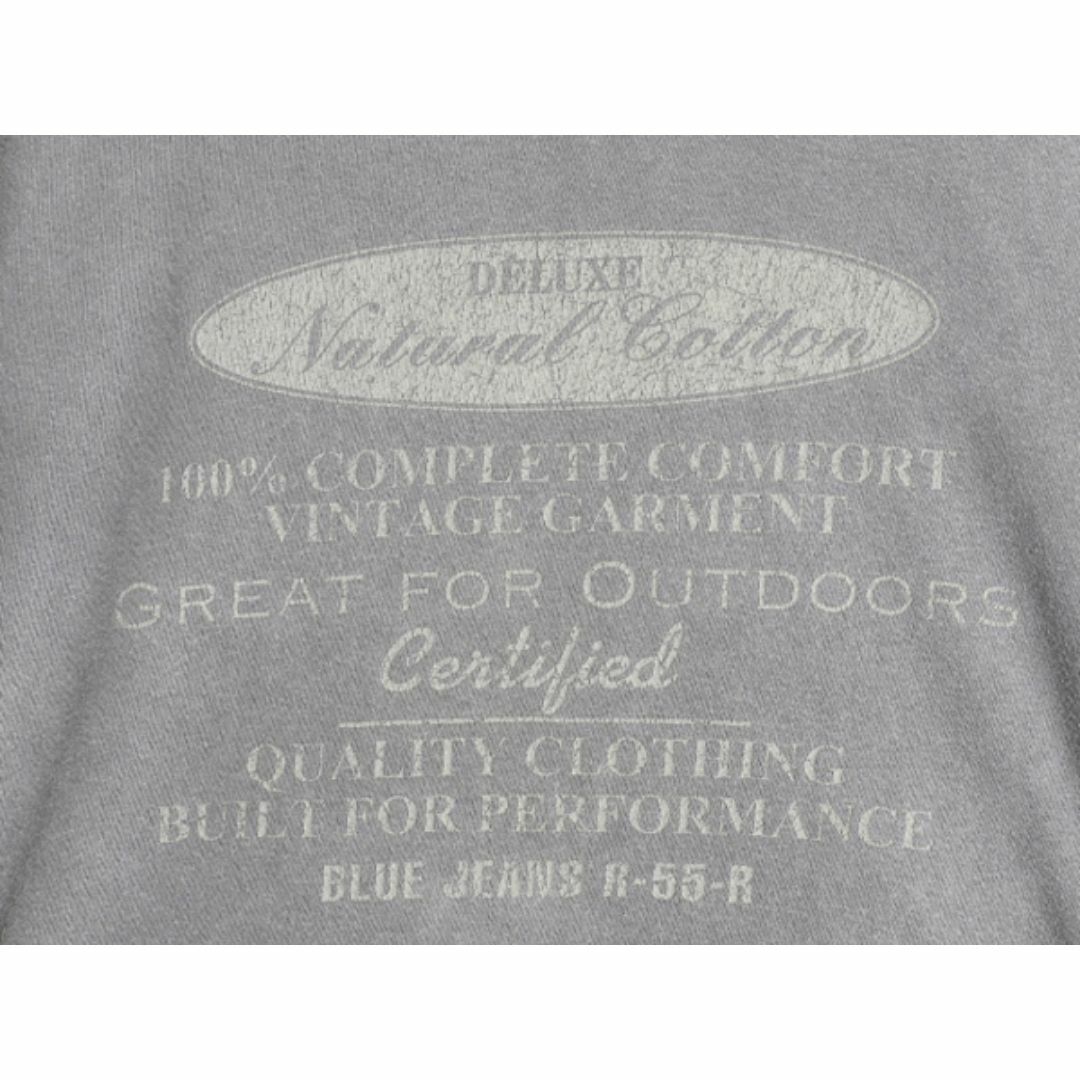 DELUXE
Natural Cotton
100% COMPLETE COMFORT
VINTAGE GARMENT
GREAT FOR OUTDOORS
Certified
QUALITY CLOTHING
BUILT FOR PERFORMANCE
BLUE JEANS R-55-R